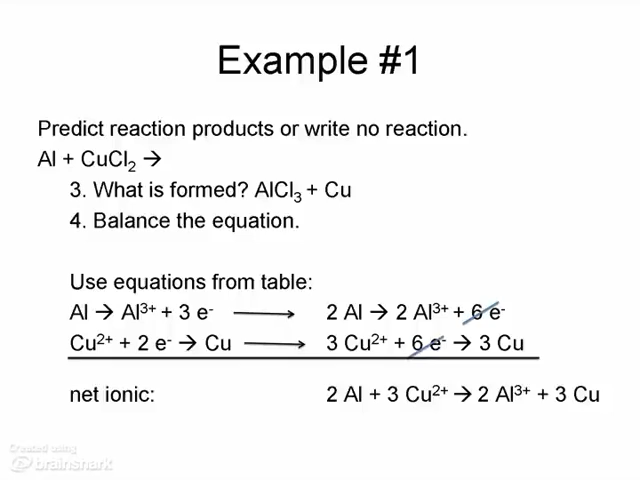 Example #1
Predict reaction products or write no reaction.
Al + CuCl₂ →
3. What is formed? AlCl₃ + Cu
4. Balance the equation.
Use equations from table:
Al → Al³⁺ + 3 e⁻ → 2 Al → 2 Al³⁺ + 6 e⁻
Cu²⁺ + 2 e⁻ → Cu → 3 Cu²⁺ + 6 e⁻ → 3 Cu
net ionic: 2 Al + 3 Cu²⁺ → 2 Al³⁺ + 3 Cu
Created using
brainshark